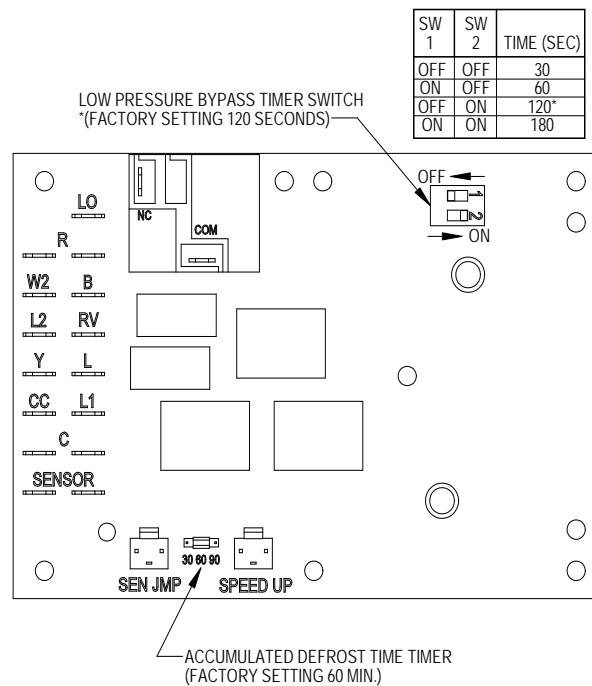 SW 1 SW 2 TIME (SEC)
OFF OFF 30
ON OFF 60
OFF ON 120*
ON ON 180
LOW PRESSURE BYPASS TIMER SWITCH
*(FACTORY SETTING 120 SECONDS)
OFF
1
2
ON
NC
COM
LO
R
W2 B
L2 RV
Y L
CC L1
C
SENSOR
30 60 90
SEN JMP SPEED UP
ACCUMULATED DEFROST TIME TIMER
(FACTORY SETTING 60 MIN.)